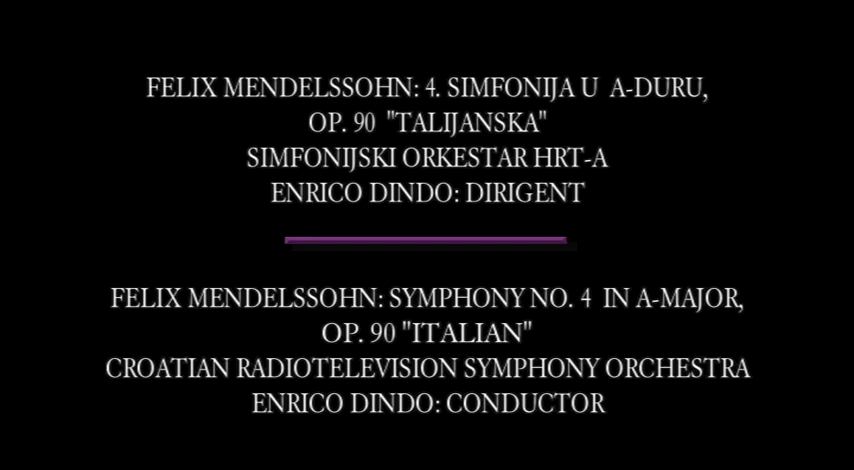 FELIX MENDELSSOHN: 4. SIMFONIJA U A-DURU,
OP. 90 "TALIJANSKA"
SIMFONIJSKI ORKESTAR HRT-A
ENRICO DINDO: DIRIGENT
FELIX MENDELSSOHN: SYMPHONY NO. 4 IN A-MAJOR,
OP. 90 "ITALIAN"
CROATIAN RADIOTELEVISION SYMPHONY ORCHESTRA
ENRICO DINDO: CONDUCTOR